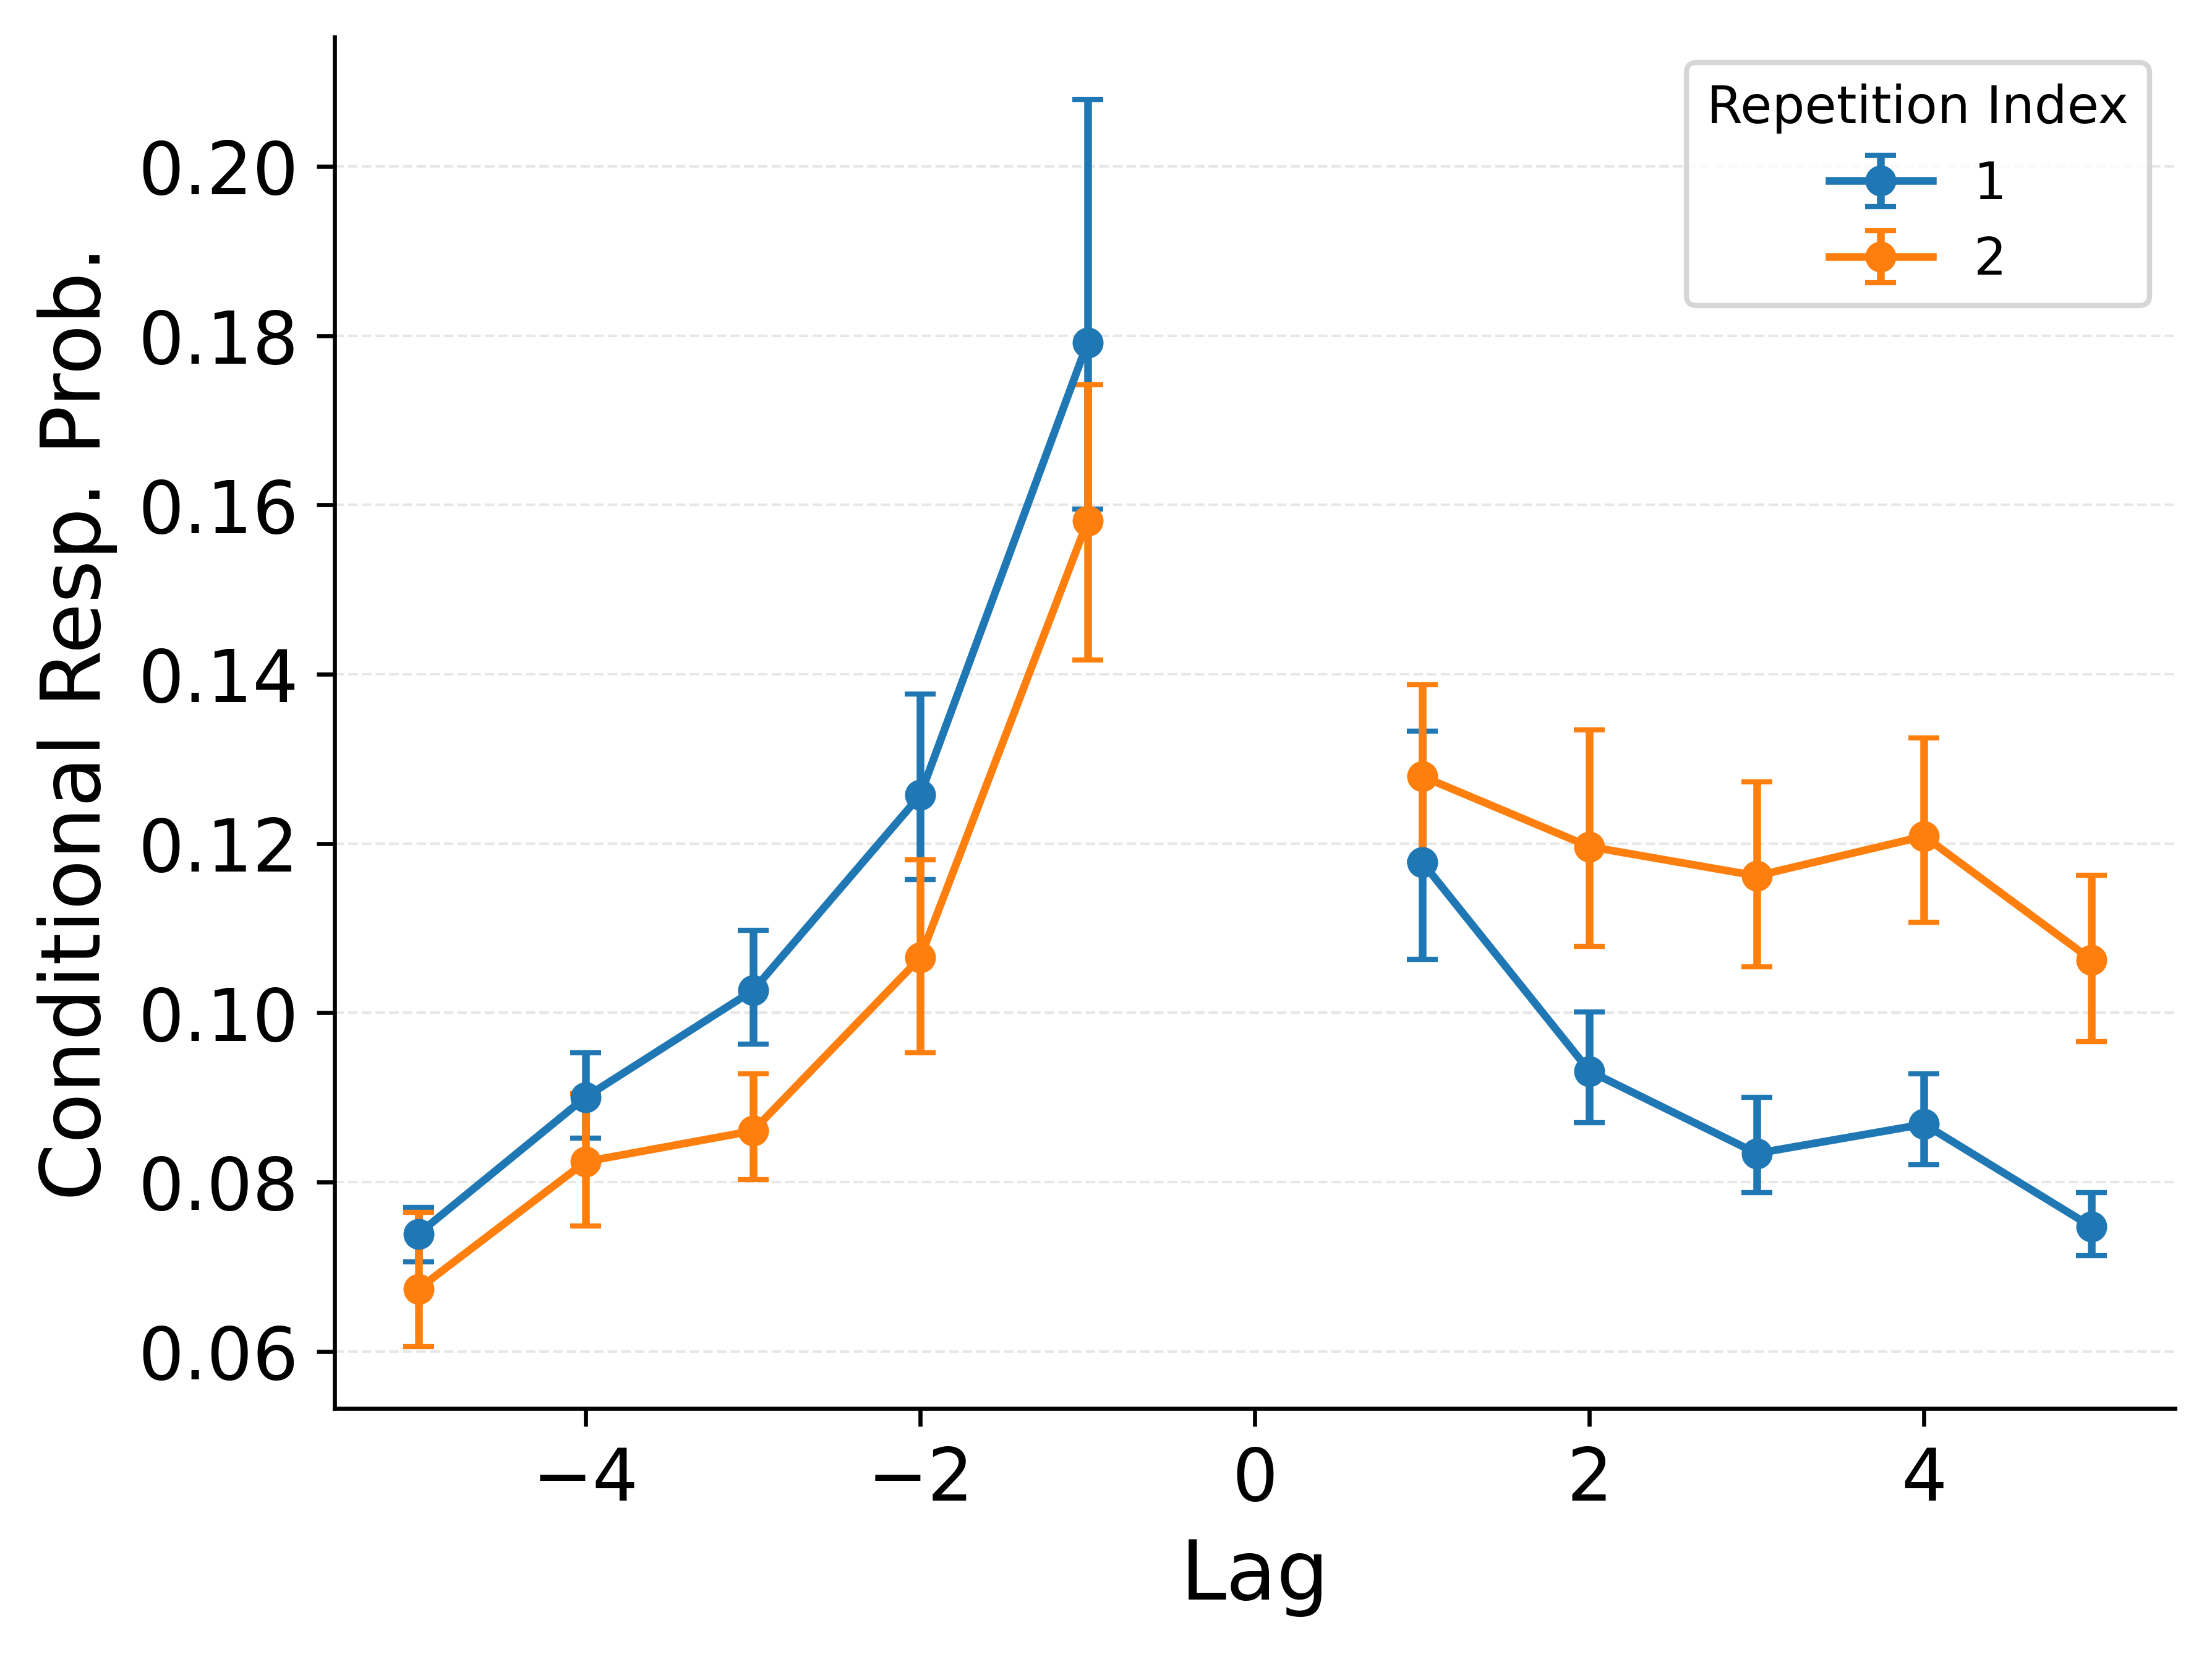 Repetition Index
1
2
Conditional Resp. Prob.
0.20
0.18
0.16
0.14
0.12
0.10
0.08
0.06
−4 −2 0 2 4
Lag